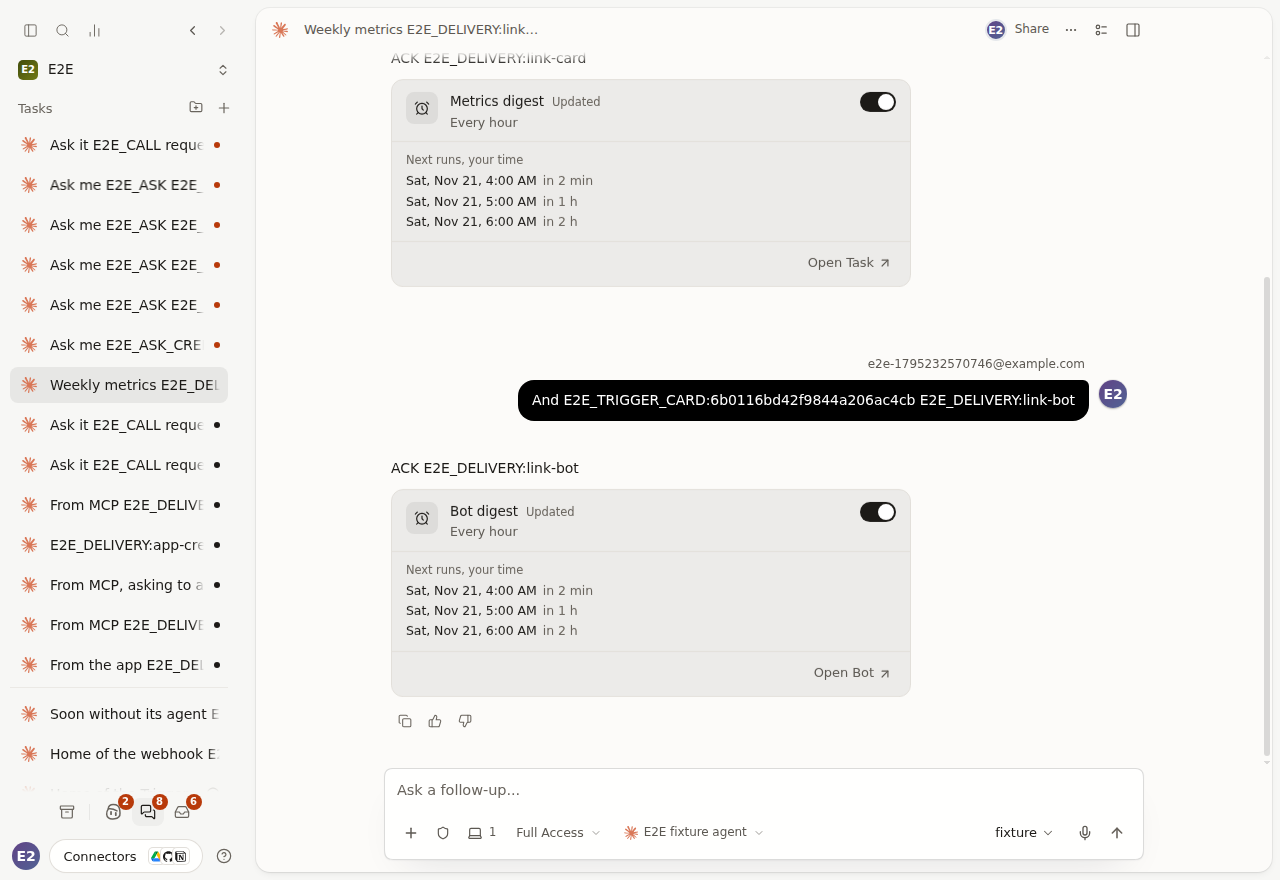 E2 E2E
Tasks
Ask it E2E_CALL reque
Ask me E2E_ASK E2E_
Ask me E2E_ASK E2E_
Ask me E2E_ASK E2E_
Ask me E2E_ASK E2E_
Ask me E2E_ASK_CRE
Weekly metrics E2E_DEL
Ask it E2E_CALL reque
Ask it E2E_CALL reque
From MCP E2E_DELIVE
E2E_DELIVERY:app-cre
From MCP, asking to a
From MCP E2E_DELIVE
From the app E2E_DEL
Soon without its agent E
Home of the webhook E
2 8 6
E2 Connectors
Weekly metrics E2E_DELIVERY:link…
E2 Share
ACK E2E_DELIVERY:link-card
Metrics digest Updated
Every hour
Next runs, your time
Sat, Nov 21, 4:00 AM in 2 min
Sat, Nov 21, 5:00 AM in 1 h
Sat, Nov 21, 6:00 AM in 2 h
Open Task
e2e-1795232570746@example.com
And E2E_TRIGGER_CARD:6b0116bd42f9844a206ac4cb E2E_DELIVERY:link-bot
E2
ACK E2E_DELIVERY:link-bot
Bot digest Updated
Every hour
Next runs, your time
Sat, Nov 21, 4:00 AM in 2 min
Sat, Nov 21, 5:00 AM in 1 h
Sat, Nov 21, 6:00 AM in 2 h
Open Bot
Ask a follow-up...
1 Full Access E2E fixture agent fixture